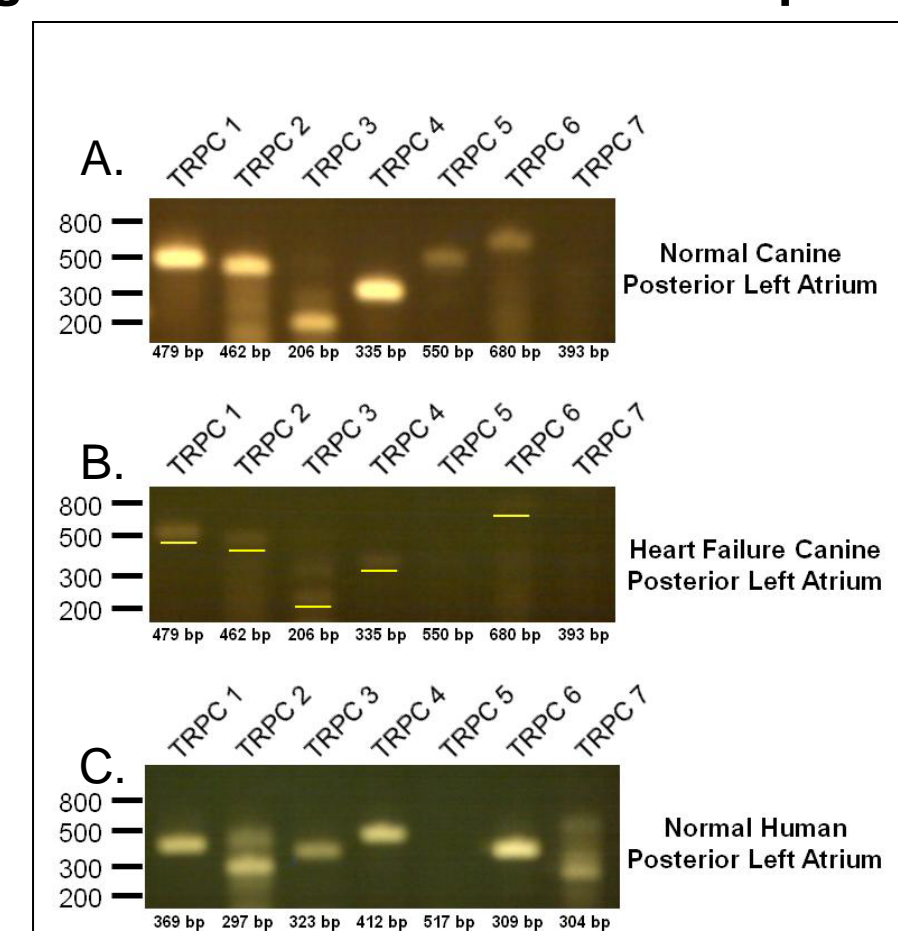 TRPC 1 TRPC 2 TRPC 3 TRPC 4 TRPC 5 TRPC 6 TRPC 7
A.
800
500
300
200
Normal Canine
Posterior Left Atrium
479 bp 462 bp 206 bp 335 bp 550 bp 680 bp 393 bp
TRPC 1 TRPC 2 TRPC 3 TRPC 4 TRPC 5 TRPC 6 TRPC 7
B.
800
500
300
200
Heart Failure Canine
Posterior Left Atrium
479 bp 462 bp 206 bp 335 bp 550 bp 680 bp 393 bp
TRPC 1 TRPC 2 TRPC 3 TRPC 4 TRPC 5 TRPC 6 TRPC 7
C.
800
500
300
200
Normal Human
Posterior Left Atrium
369 bp 297 bp 323 bp 412 bp 517 bp 309 bp 304 bp